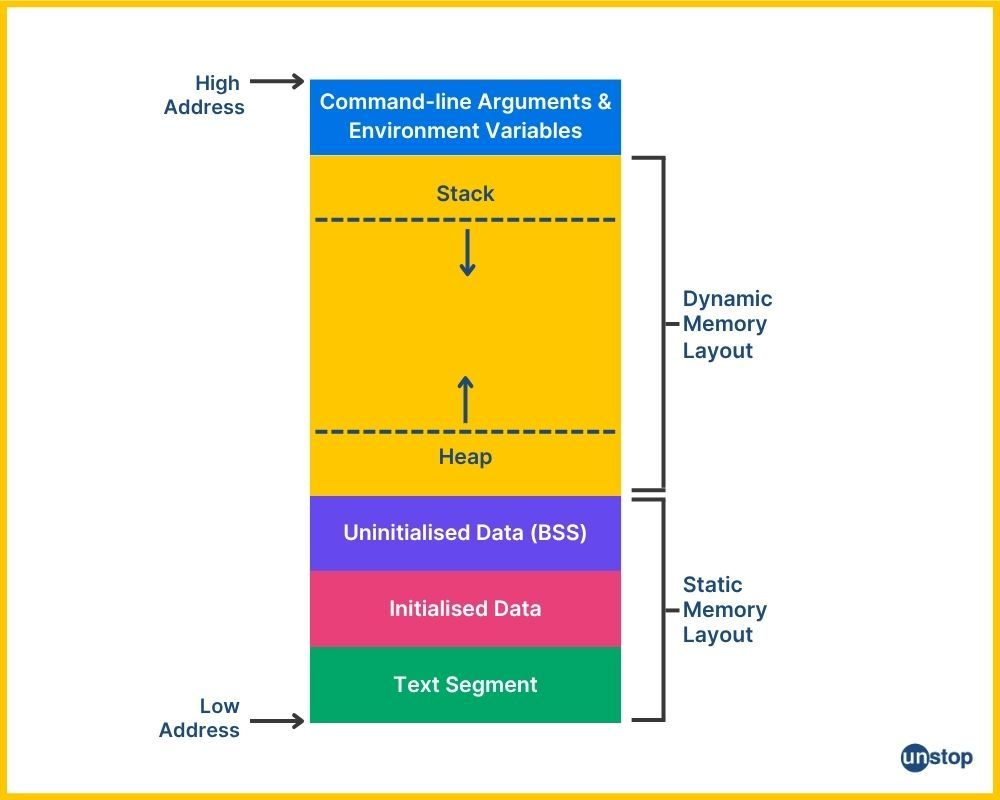 High
Address
Command-line Arguments &
Environment Variables
Stack
Dynamic
Memory
Layout
Heap
Uninitialised Data (BSS)
Initialised Data
Static
Memory
Layout
Text Segment
Low
Address
unstop